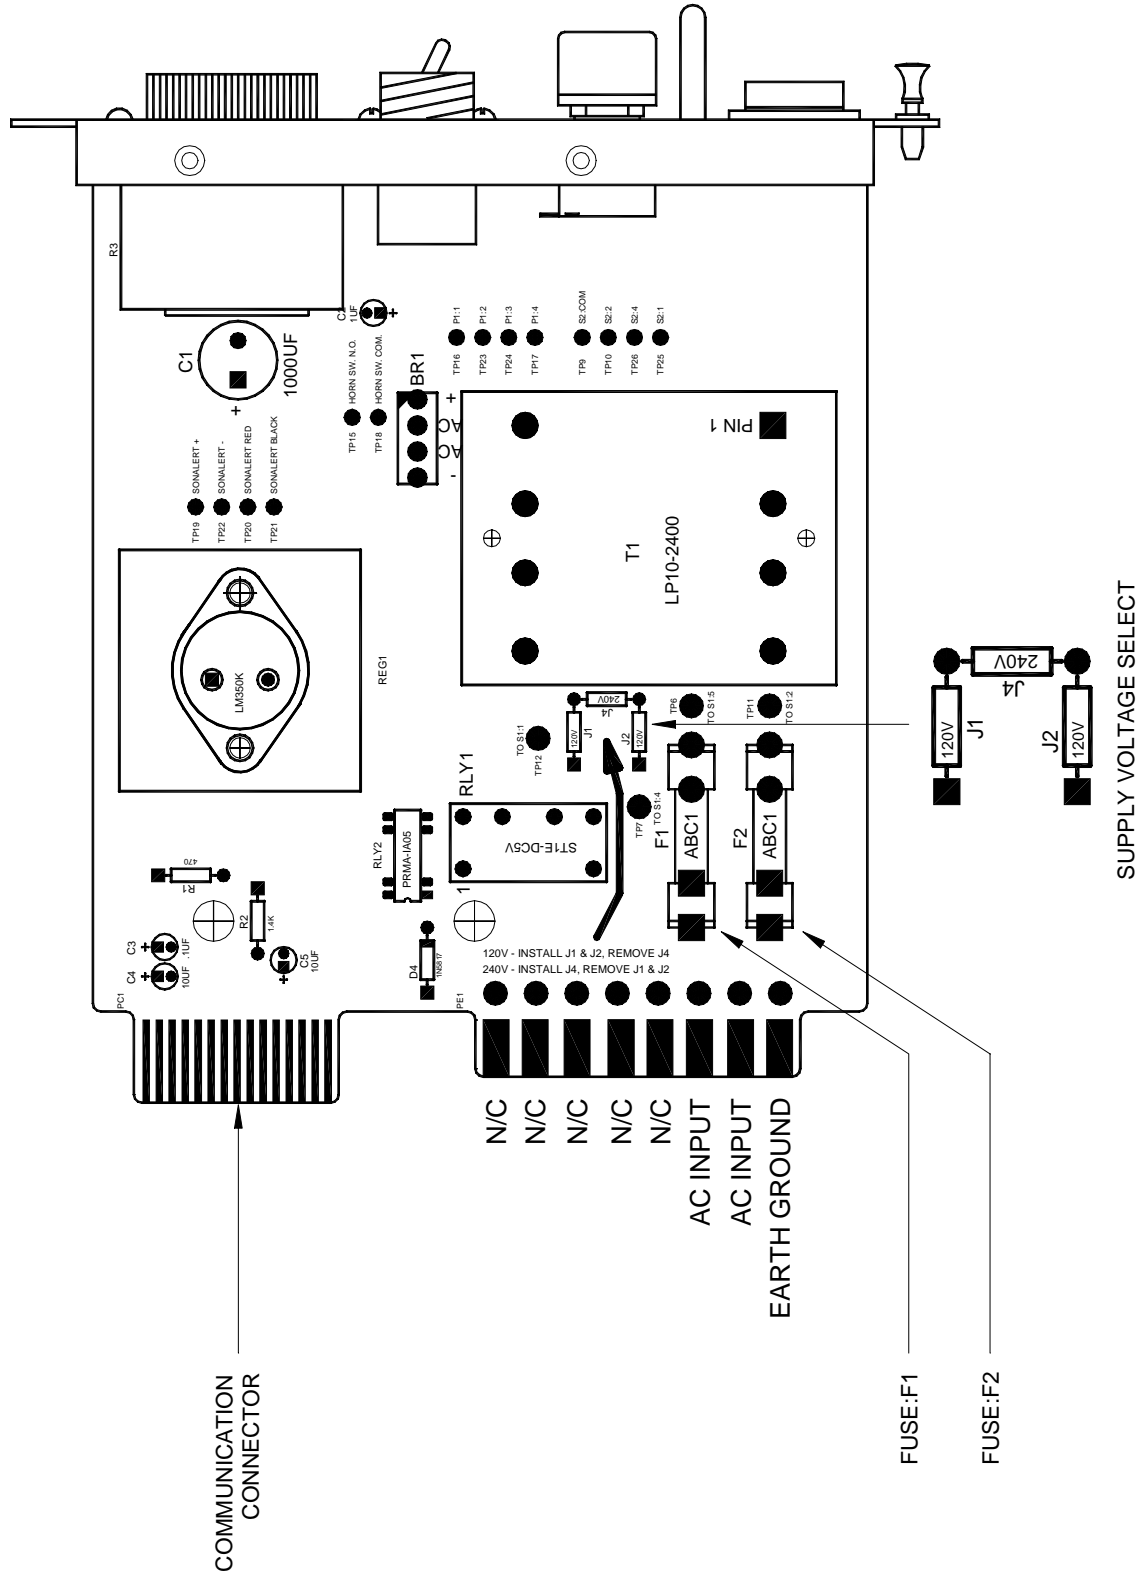 R3
C1
1000UF
+
C2
1UF
+
TP15 HORN SW. N.O.
TP18 HORN SW. COM.
TP16 P1:1
TP23 P1:2
TP24 P1:3
TP17 P1:4
TP9 S2:COM
TP10 S2:2
TP26 S2:4
TP25 S2:1
BR1
+
AC
AC
-
TP19 SONALERT +
TP22 SONALERT -
TP20 SONALERT RED
TP21 SONALERT BLACK
PIN 1
T1
LP10-2400
LM350K
REG1
TP12 TO S1:1
J1
120V
J4
240V
J2
120V
TP6 TO S1:5
TP11 TO S1:2
TP7 TO S1:4
RLY1
ST1E-DC5V
1
RLY2
PRMA-IA05
F1
ABC1
F2
ABC1
R1
470
R2
1.4K
C3
.1UF
+
C4
10UF
+
C5
10UF
+
D4
1N5817
120V - INSTALL J1 & J2, REMOVE J4
240V - INSTALL J4, REMOVE J1 & J2
PC1
PE1
N/C
N/C
N/C
N/C
N/C
AC INPUT
AC INPUT
EARTH GROUND
COMMUNICATION
CONNECTOR
FUSE:F1
FUSE:F2
J1
120V
J4
240V
J2
120V
SUPPLY VOLTAGE SELECT